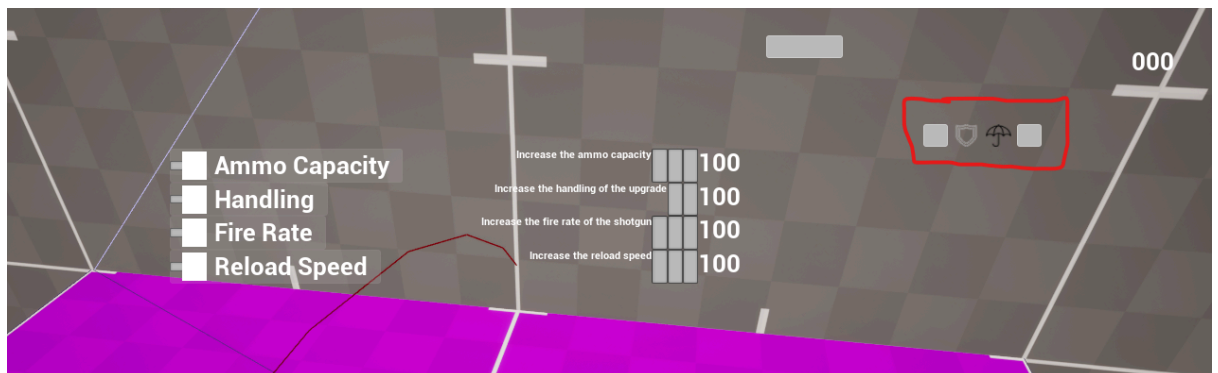 000
Ammo Capacity
Increase the ammo capacity 100
Handling
Increase the handling of the upgrade 100
Fire Rate
Increase the fire rate of the shotgun 100
Reload Speed
Increase the reload speed 100